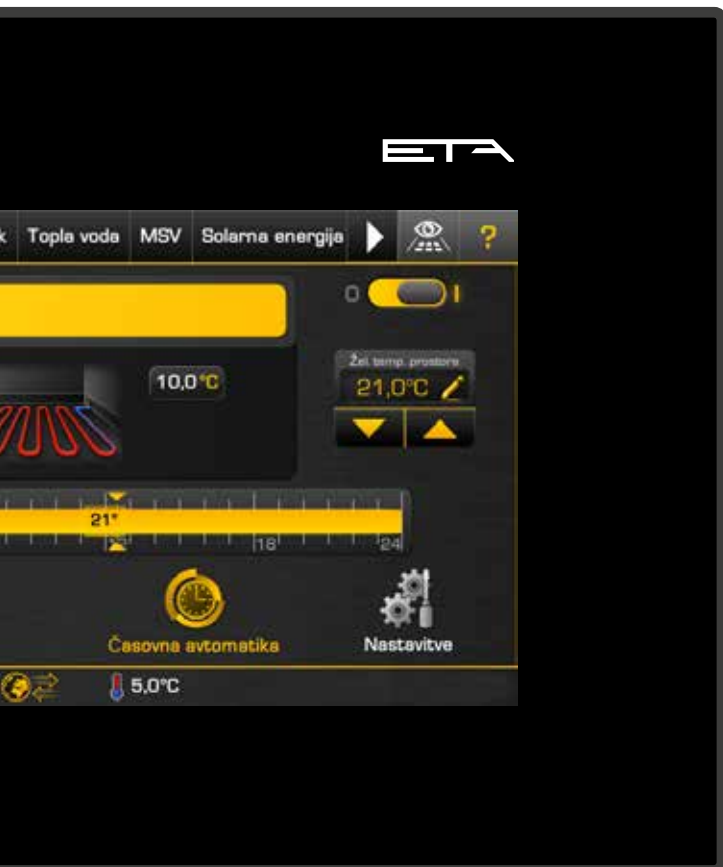 ETA
k Topla voda MSV Solarna energija ?
O I
Žel. temp. prostora
10,0°C
21,0°C
21°
12 18 24
Časovna avtomatika Nastavitve
5,0°C